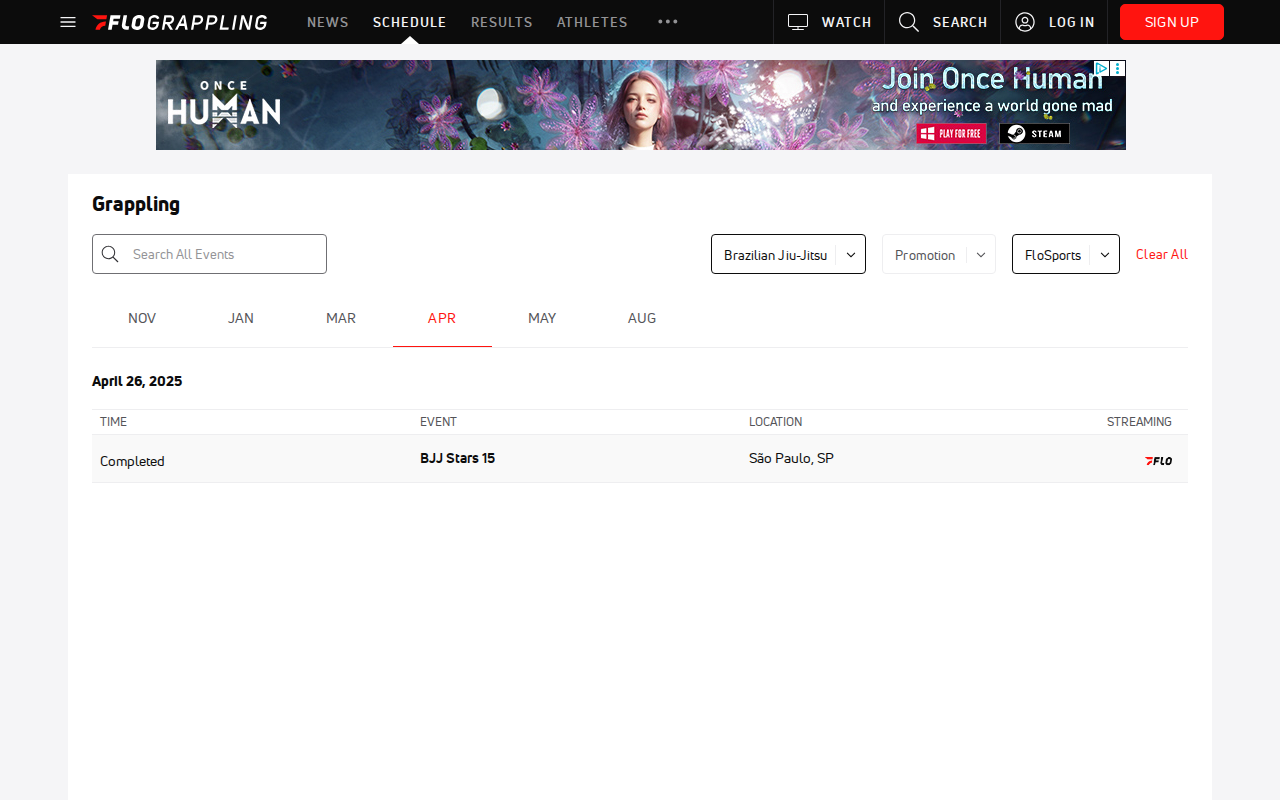 FLOGRAPPLING NEWS SCHEDULE RESULTS ATHLETES ••• WATCH SEARCH LOG IN SIGN UP
ONCE
HUMAN
Join Once Human
and experience a world gone mad
PLAY FOR FREE STEAM
Grappling
Search All Events Brazilian Jiu-Jitsu Promotion FloSports Clear All
NOV JAN MAR APR MAY AUG
April 26, 2025
TIME EVENT LOCATION STREAMING
Completed BJJ Stars 15 São Paulo, SP FLO